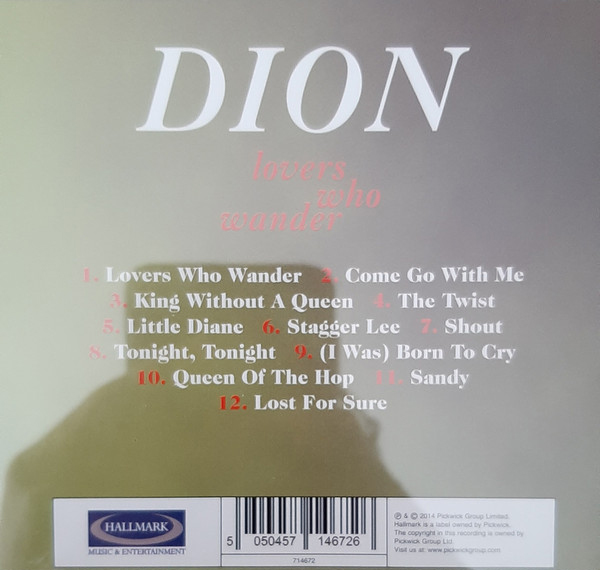 DION
lovers
who
wander
1. Lovers Who Wander 2. Come Go With Me
3. King Without A Queen 4. The Twist
5. Little Diane 6. Stagger Lee 7. Shout
8. Tonight, Tonight 9. (I Was) Born To Cry
10. Queen Of The Hop 11. Sandy
12. Lost For Sure
HALLMARK
MUSIC & ENTERTAINMENT
5 050457 146726
714672
℗ & © 2014 Pickwick Group Limited.
Hallmark is a label owned by Pickwick.
The copyright in this recording is owned by
Pickwick Group Ltd.
Visit us at: www.pickwickgroup.com